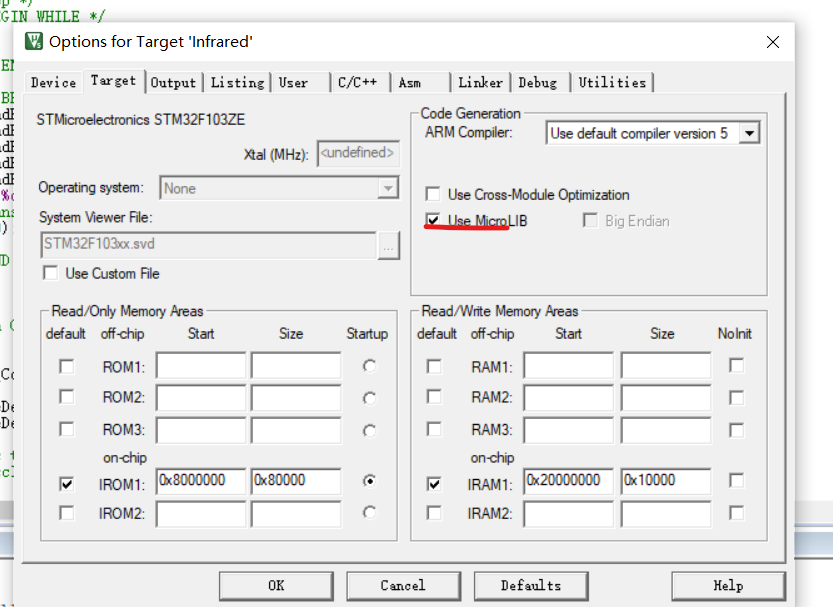 GIN WHILE */
Options for Target 'Infrared'
Device Target Output Listing User C/C++ Asm Linker Debug Utilities
STMicroelectronics STM32F103ZE
Xtal (MHz): <undefined>
Operating system: None
System Viewer File:
STM32F103xx.svd ...
Use Custom File
Code Generation
ARM Compiler: Use default compiler version 5
Use Cross-Module Optimization
Use MicroLIB Big Endian
Read/Only Memory Areas
default off-chip Start Size Startup
ROM1:
ROM2:
ROM3:
on-chip
IROM1: 0x8000000 0x80000
IROM2:
Read/Write Memory Areas
default off-chip Start Size NoInit
RAM1:
RAM2:
RAM3:
on-chip
IRAM1: 0x20000000 0x10000
IRAM2:
OK Cancel Defaults Help